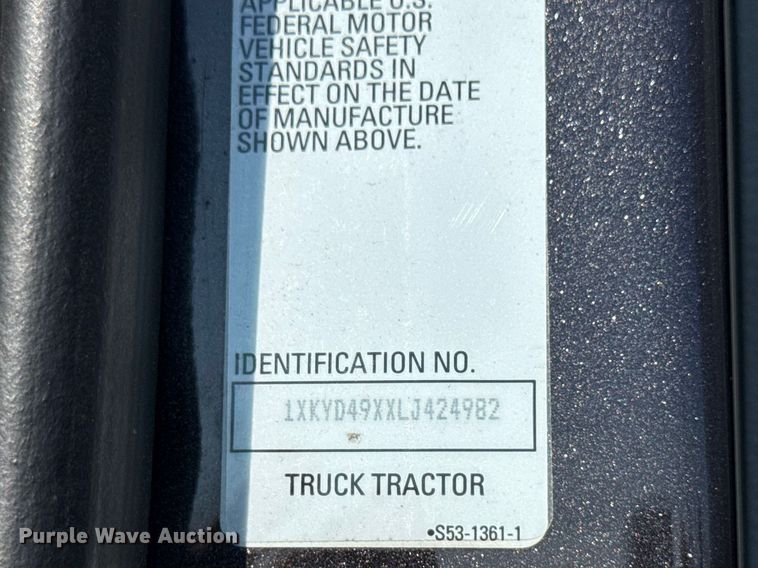 APPLICABLE U.S.
FEDERAL MOTOR
VEHICLE SAFETY
STANDARDS IN
EFFECT ON THE DATE
OF MANUFACTURE
SHOWN ABOVE.
IDENTIFICATION NO.
1XKYD49XXLJ424982
TRUCK TRACTOR
•S53-1361-1
Purple Wave Auction